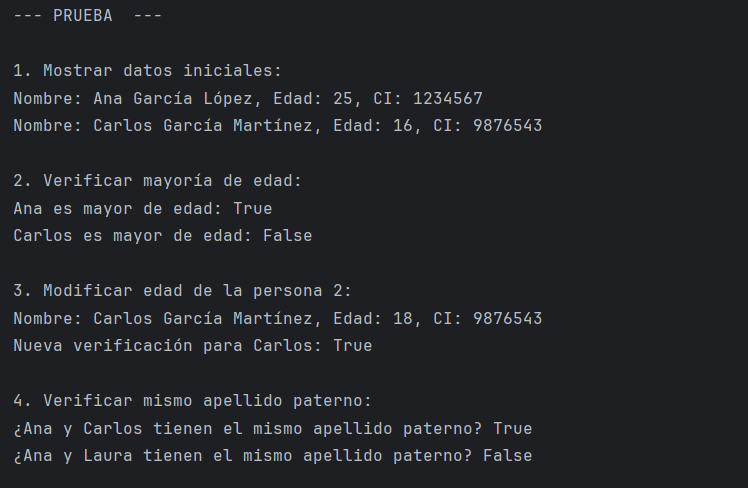 --- PRUEBA  ---
1. Mostrar datos iniciales:
Nombre: Ana García López, Edad: 25, CI: 1234567
Nombre: Carlos García Martínez, Edad: 16, CI: 9876543
2. Verificar mayoría de edad:
Ana es mayor de edad: True
Carlos es mayor de edad: False
3. Modificar edad de la persona 2:
Nombre: Carlos García Martínez, Edad: 18, CI: 9876543
Nueva verificación para Carlos: True
4. Verificar mismo apellido paterno:
¿Ana y Carlos tienen el mismo apellido paterno? True
¿Ana y Laura tienen el mismo apellido paterno? False